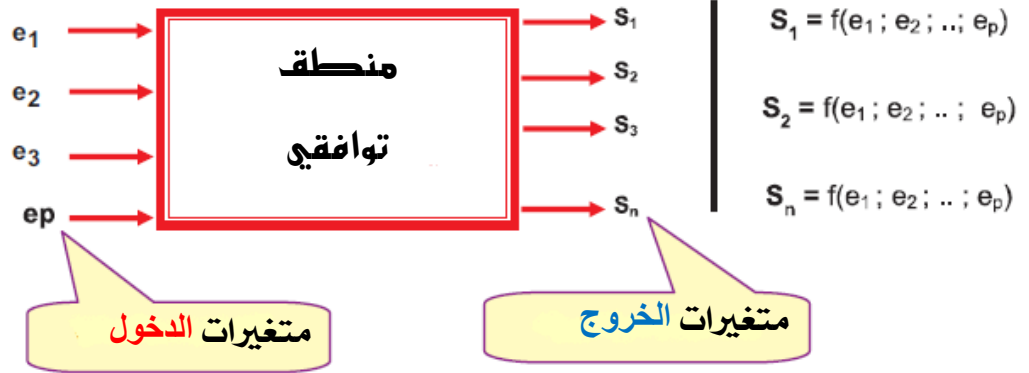 e₁
e₂
e₃
ep
منطق
توافقي
S₁
S₂
S₃
Sₙ
S₁ = f(e₁ ; e₂ ; ..; eₚ)
S₂ = f(e₁ ; e₂ ; .. ; eₚ)
Sₙ = f(e₁ ; e₂ ; .. ; eₚ)
متغيرات الدخول
متغيرات الخروج